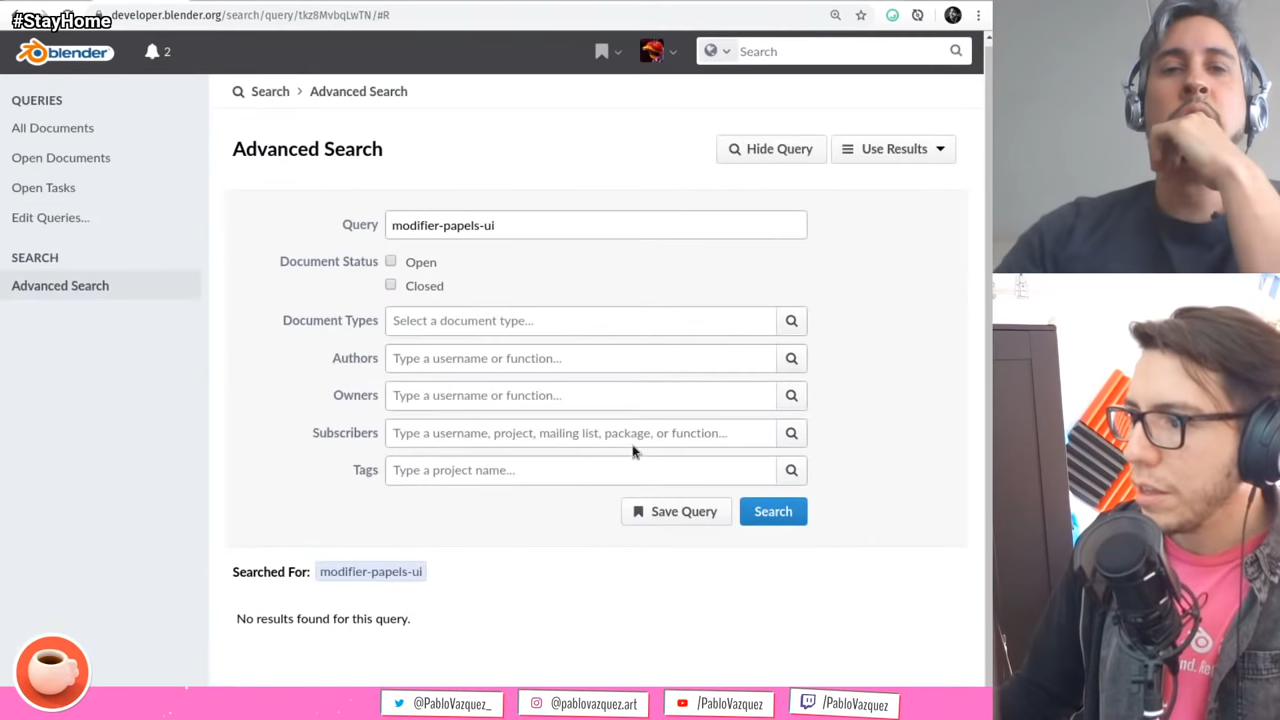 #StayHome
developer.blender.org/search/query/tkz8MvbqLwTN/#R
blender
2
Search
QUERIES
All Documents
Open Documents
Open Tasks
Edit Queries...
SEARCH
Advanced Search
Search > Advanced Search
Advanced Search
Hide Query
Use Results
Query
modifier-papels-ui
Document Status
Open
Closed
Document Types
Select a document type...
Authors
Type a username or function...
Owners
Type a username or function...
Subscribers
Type a username, project, mailing list, package, or function...
Tags
Type a project name...
Save Query
Search
Searched For: modifier-papels-ui
No results found for this query.
@PabloVazquez_
@pablovazquez.art
/PabloVazquez
/PabloVazquez